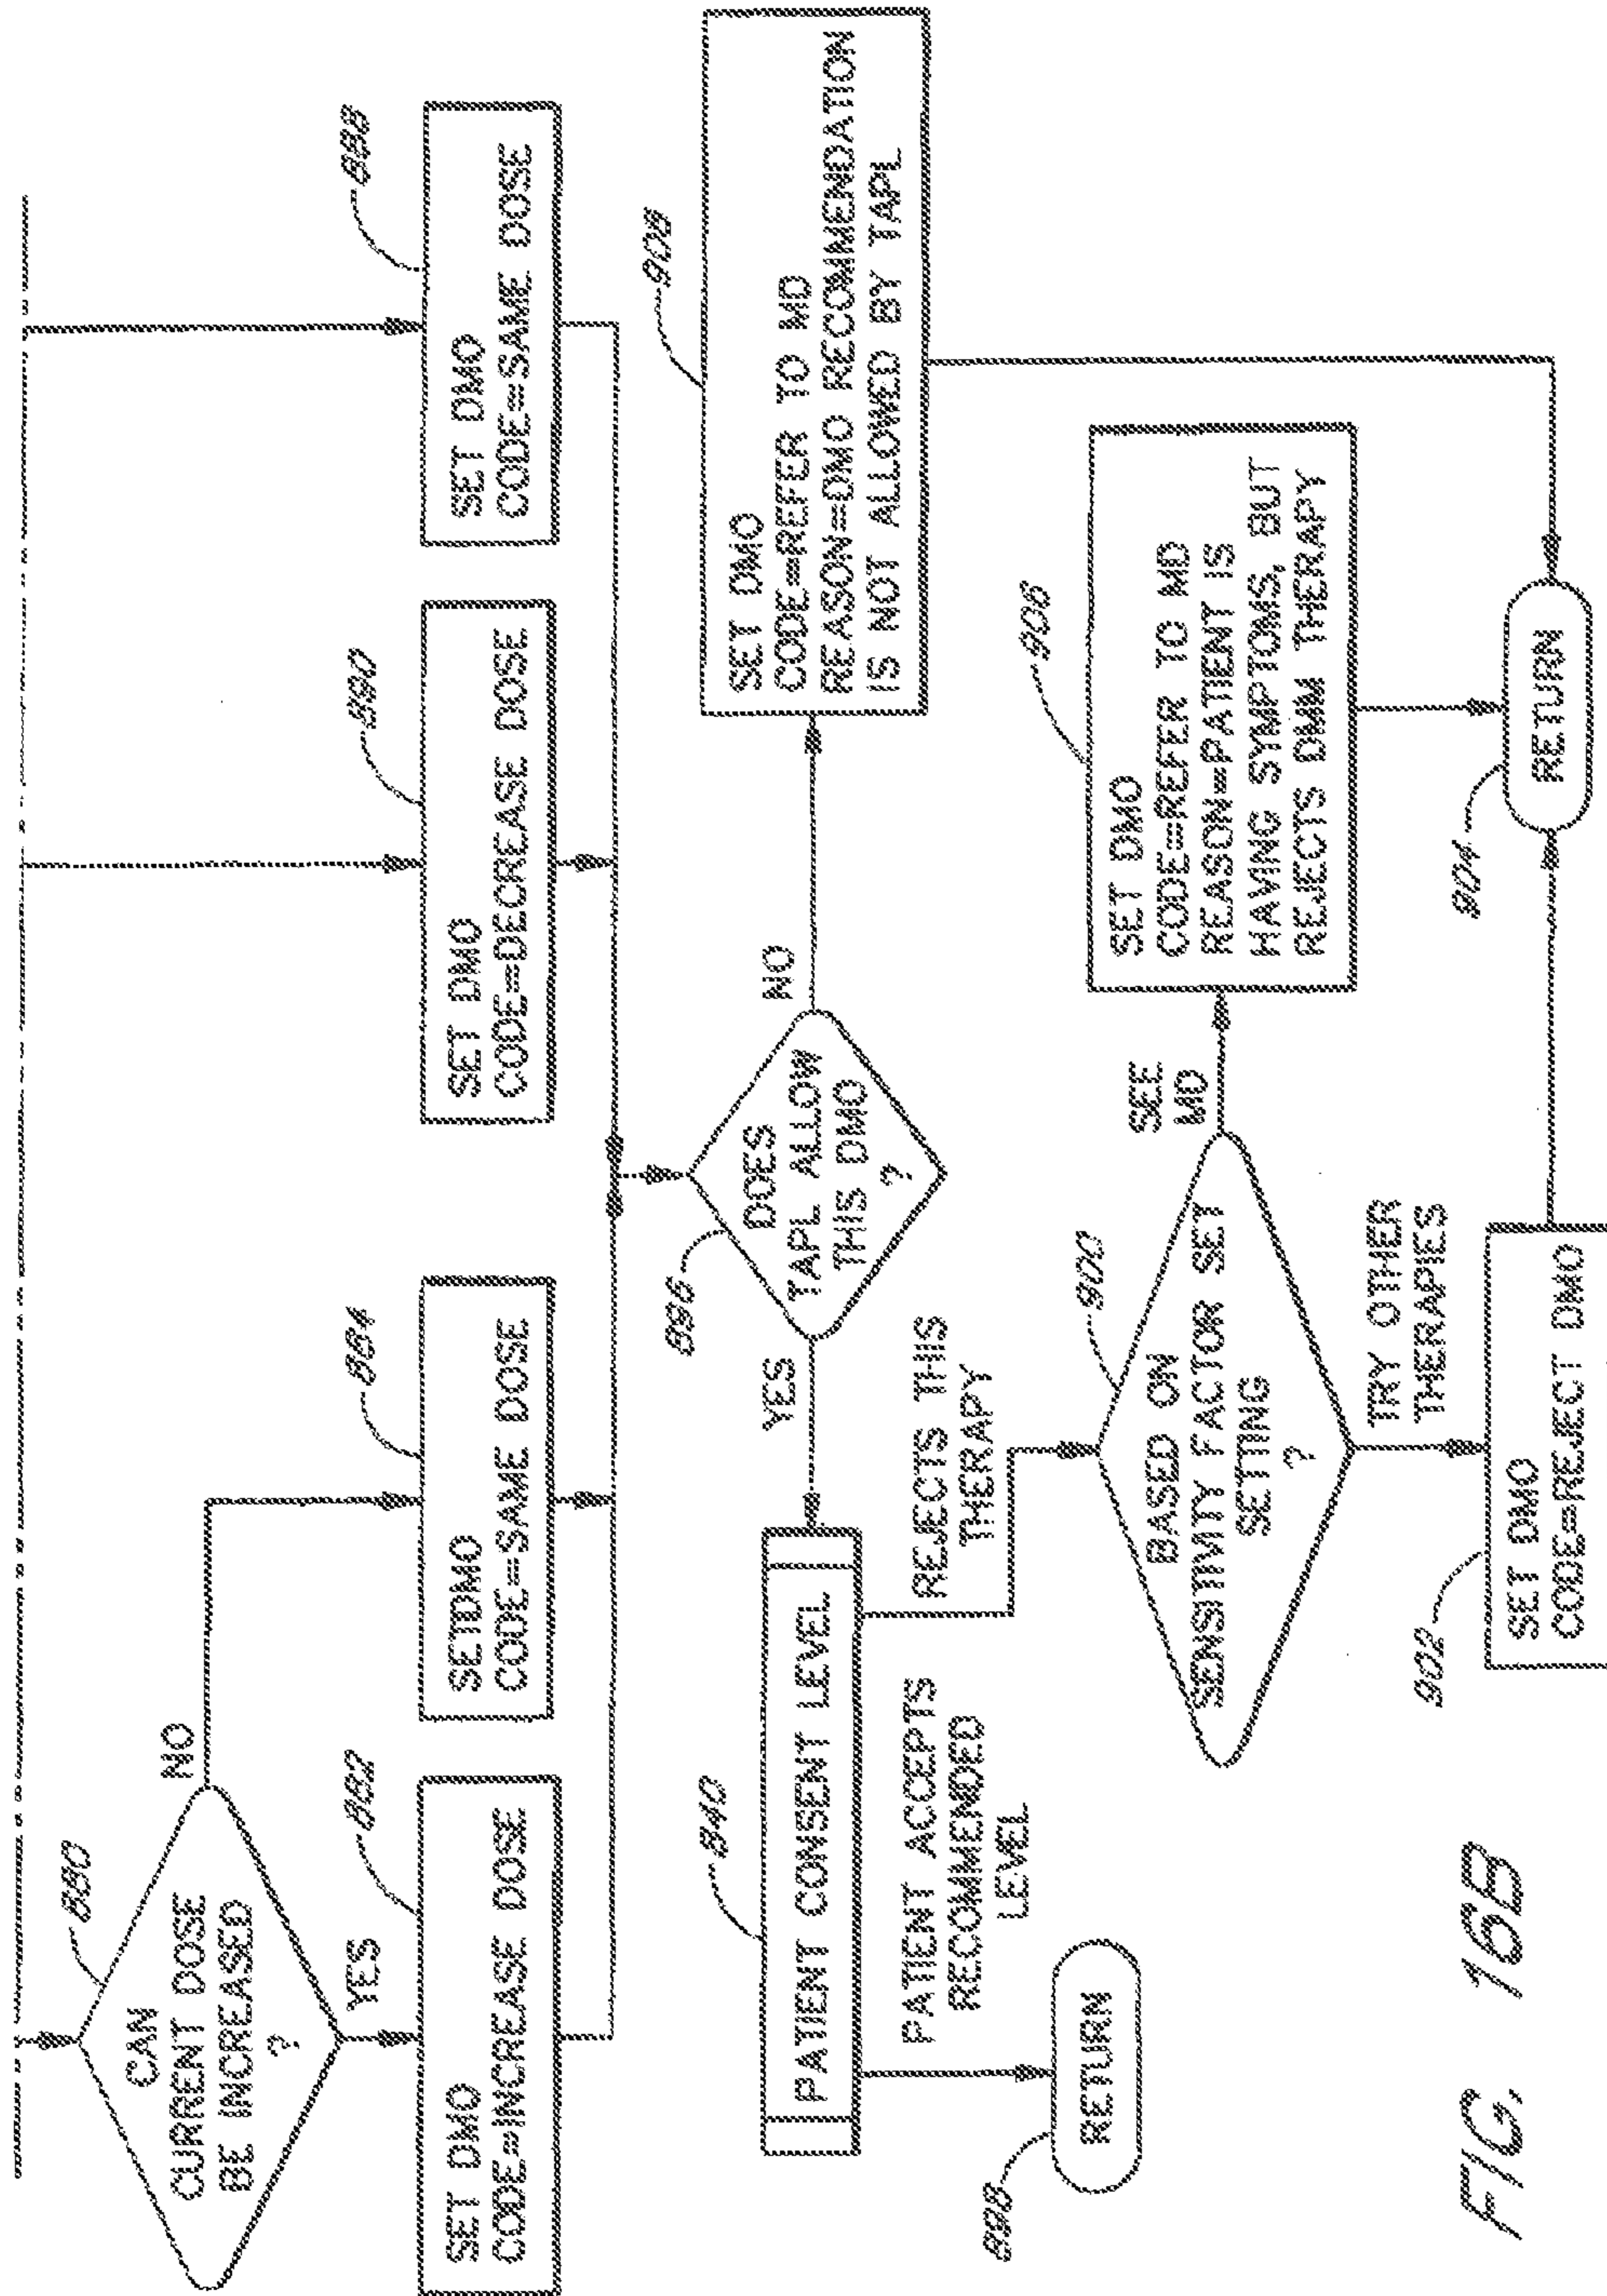 880
CAN
CURRENT DOSE
BE INCREASED
?
NO
YES
882
SET DMO
CODE=INCREASE DOSE
884
SETDMO
CODE=SAME DOSE
890
SET DMO
CODE=DECREASE DOSE
888
SET DMO
CODE=SAME DOSE
896
DOES
TAPL ALLOW
THIS DMO
?
YES
NO
908
SET DMO
CODE=REFER TO MD
REASON=DMO RECOMMENDATION
IS NOT ALLOWED BY TAPL
840
PATIENT CONSENT LEVEL
PATIENT ACCEPTS
RECOMMENDED
LEVEL
REJECTS THIS
THERAPY
898
RETURN
900
BASED ON
SENSITIVITY FACTOR SET
SETTING
?
SEE
MD
TRY OTHER
THERAPIES
906
SET DMO
CODE=REFER TO MD
REASON=PATIENT IS
HAVING SYMPTOMS, BUT
REJECTS DMM THERAPY
902
SET DMO
CODE=REJECT DMO
904
RETURN
FIG. 16B